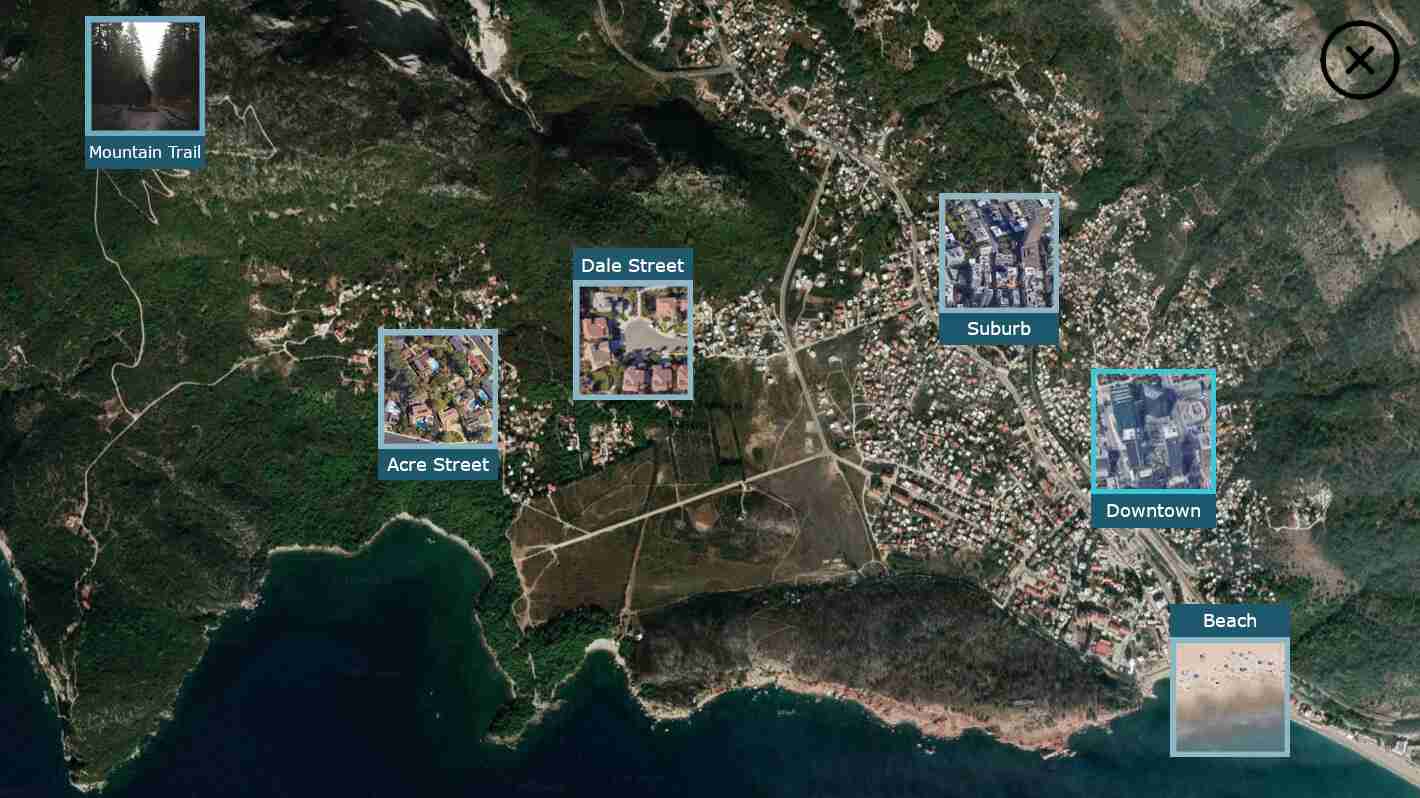 Mountain Trail
Dale Street
Suburb
Acre Street
Downtown
Beach